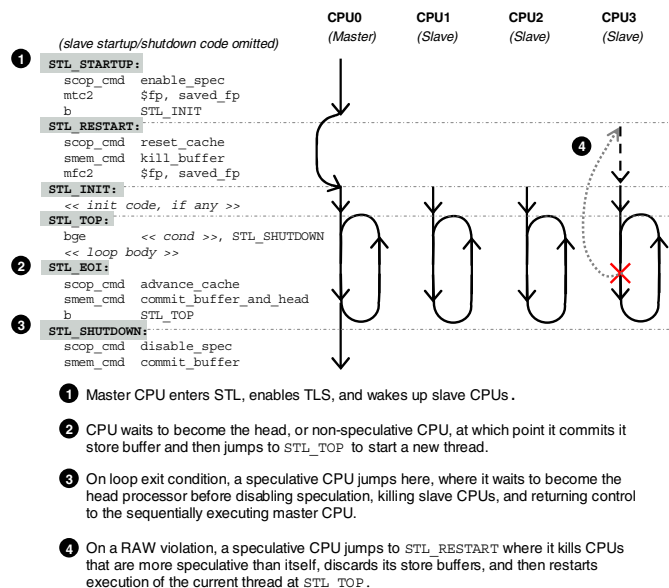 CPU0 CPU1 CPU2 CPU3
(Master) (Slave) (Slave) (Slave)
(slave startup/shutdown code omitted)
1 STL_STARTUP:
scop_cmd enable_spec
mtc2 $fp, saved_fp
b STL_INIT
STL_RESTART:
scop_cmd reset_cache
smem_cmd kill_buffer
mfc2 $fp, saved_fp
4
STL_INIT:
<< init code, if any >>
STL_TOP:
bge << cond >>, STL_SHUTDOWN
<< loop body >>
2 STL_EOI:
scop_cmd advance_cache
smem_cmd commit_buffer_and_head
b STL_TOP
3 STL_SHUTDOWN:
scop_cmd disable_spec
smem_cmd commit_buffer
1 Master CPU enters STL, enables TLS, and wakes up slave CPUs.
2 CPU waits to become the head, or non-speculative CPU, at which point it commits it
store buffer and then jumps to STL_TOP to start a new thread.
3 On loop exit condition, a speculative CPU jumps here, where it waits to become the
head processor before disabling speculation, killing slave CPUs, and returning control
to the sequentially executing master CPU.
4 On a RAW violation, a speculative CPU jumps to STL_RESTART where it kills CPUs
that are more speculative than itself, discards its store buffers, and then restarts
execution of the current thread at STL_TOP.